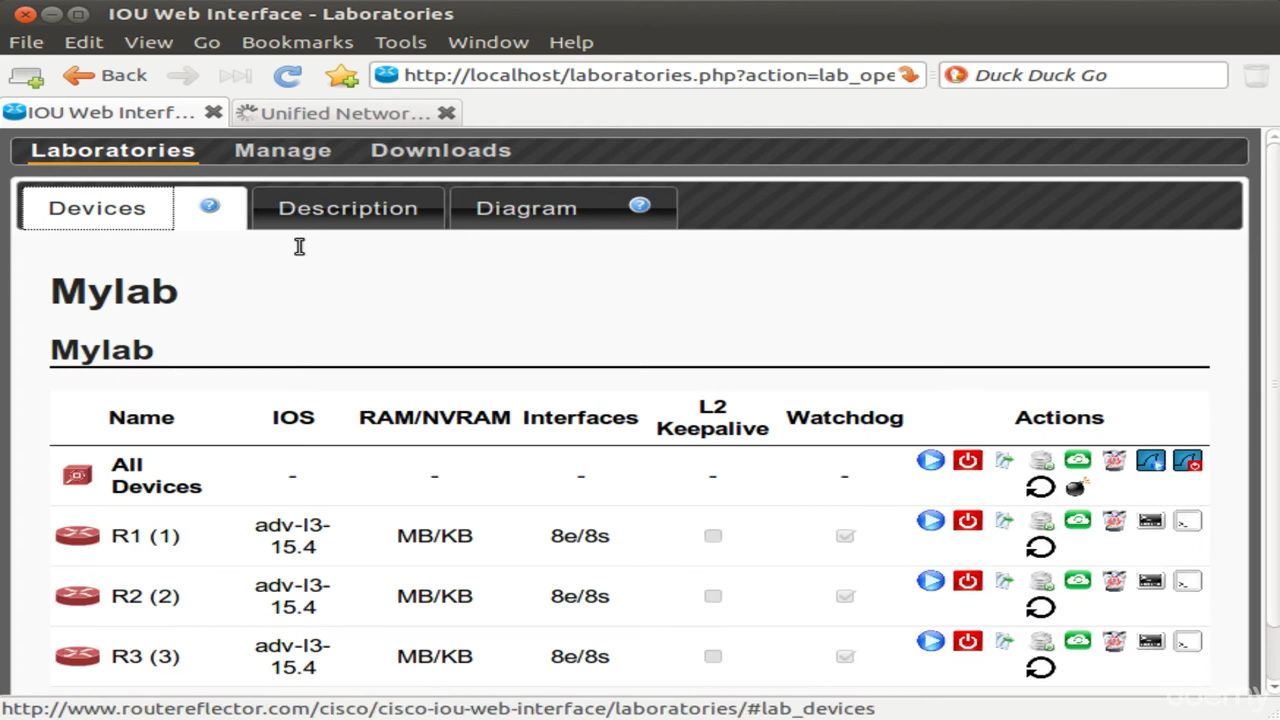 IOU Web Interface - Laboratories
File Edit View Go Bookmarks Tools Window Help
Back http://localhost/laboratories.php?action=lab_ope Duck Duck Go
IOU Web Interf... Unified Networ...
Laboratories Manage Downloads
Devices Description Diagram
Mylab
Mylab
Name IOS RAM/NVRAM Interfaces L2 Keepalive Watchdog Actions
All Devices - - - - -
R1 (1) adv-l3-15.4 MB/KB 8e/8s
R2 (2) adv-l3-15.4 MB/KB 8e/8s
R3 (3) adv-l3-15.4 MB/KB 8e/8s
http://www.routereflector.com/cisco/cisco-iou-web-interface/laboratories/#lab_devices
udemy